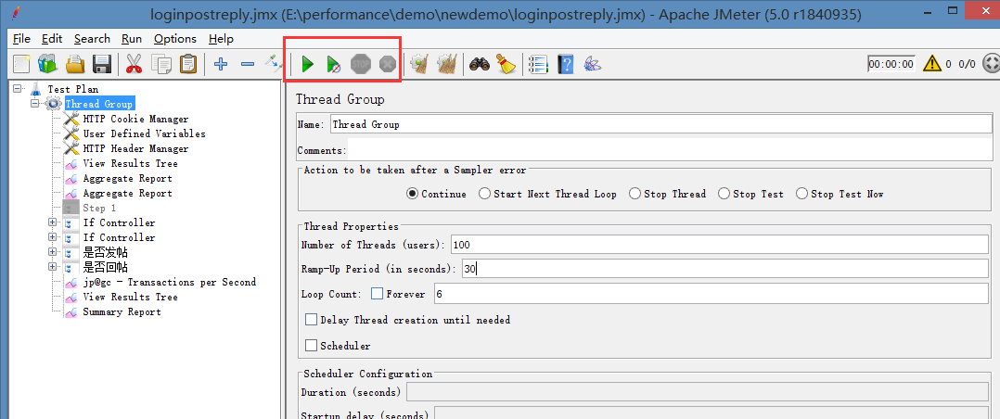 loginpostreply.jmx (E:\performance\demo\newdemo\loginpostreply.jmx) - Apache JMeter (5.0 r1840935)
File Edit Search Run Options Help
STOP 00:00:00 0 0/0
Test Plan
Thread Group
HTTP Cookie Manager
User Defined Variables
HTTP Header Manager
View Results Tree
Aggregate Report
Aggregate Report
Step 1
If Controller
If Controller
是否发帖
是否回帖
jp@gc - Transactions per Second
View Results Tree
Summary Report
Thread Group
Name: Thread Group
Comments:
Action to be taken after a Sampler error
Continue Start Next Thread Loop Stop Thread Stop Test Stop Test Now
Thread Properties
Number of Threads (users): 100
Ramp-Up Period (in seconds): 30
Loop Count: Forever 6
Delay Thread creation until needed
Scheduler
Scheduler Configuration
Duration (seconds)
Startup delay (seconds)